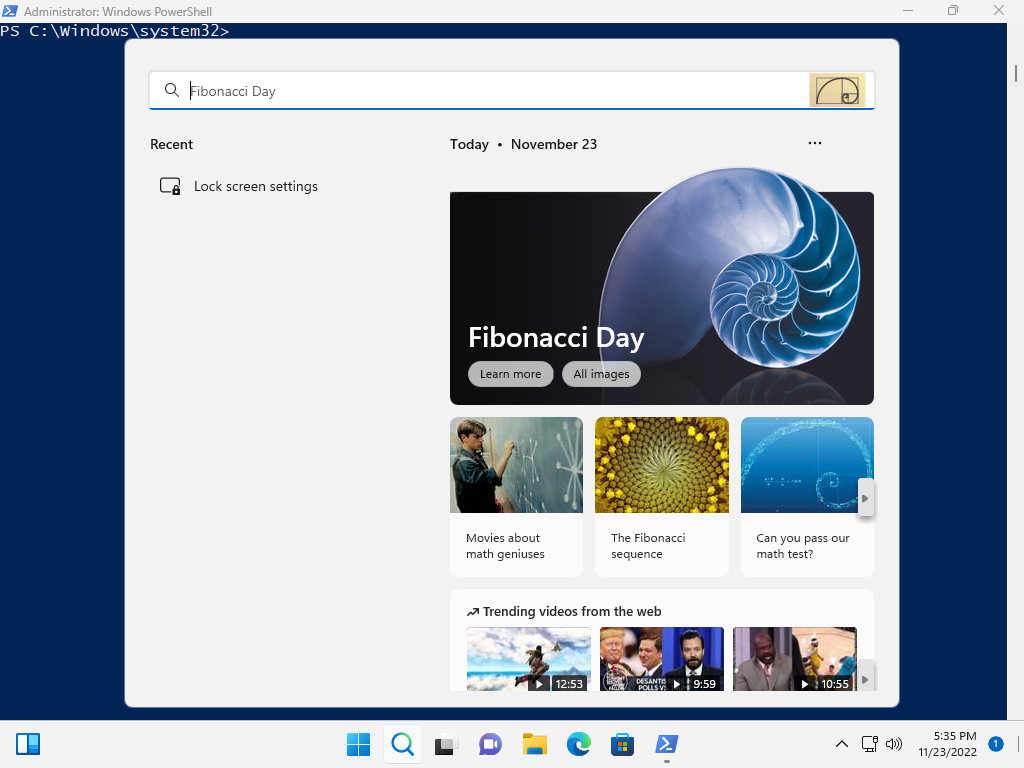 Administrator: Windows PowerShell
PS C:\Windows\system32>
Fibonacci Day
Recent
Today • November 23
Lock screen settings
Fibonacci Day
Learn more
All images
Movies about
math geniuses
The Fibonacci
sequence
Can you pass our
math test?
Trending videos from the web
12:53
DESANTIS
POLLS
9:59
10:55
5:35 PM
11/23/2022
1